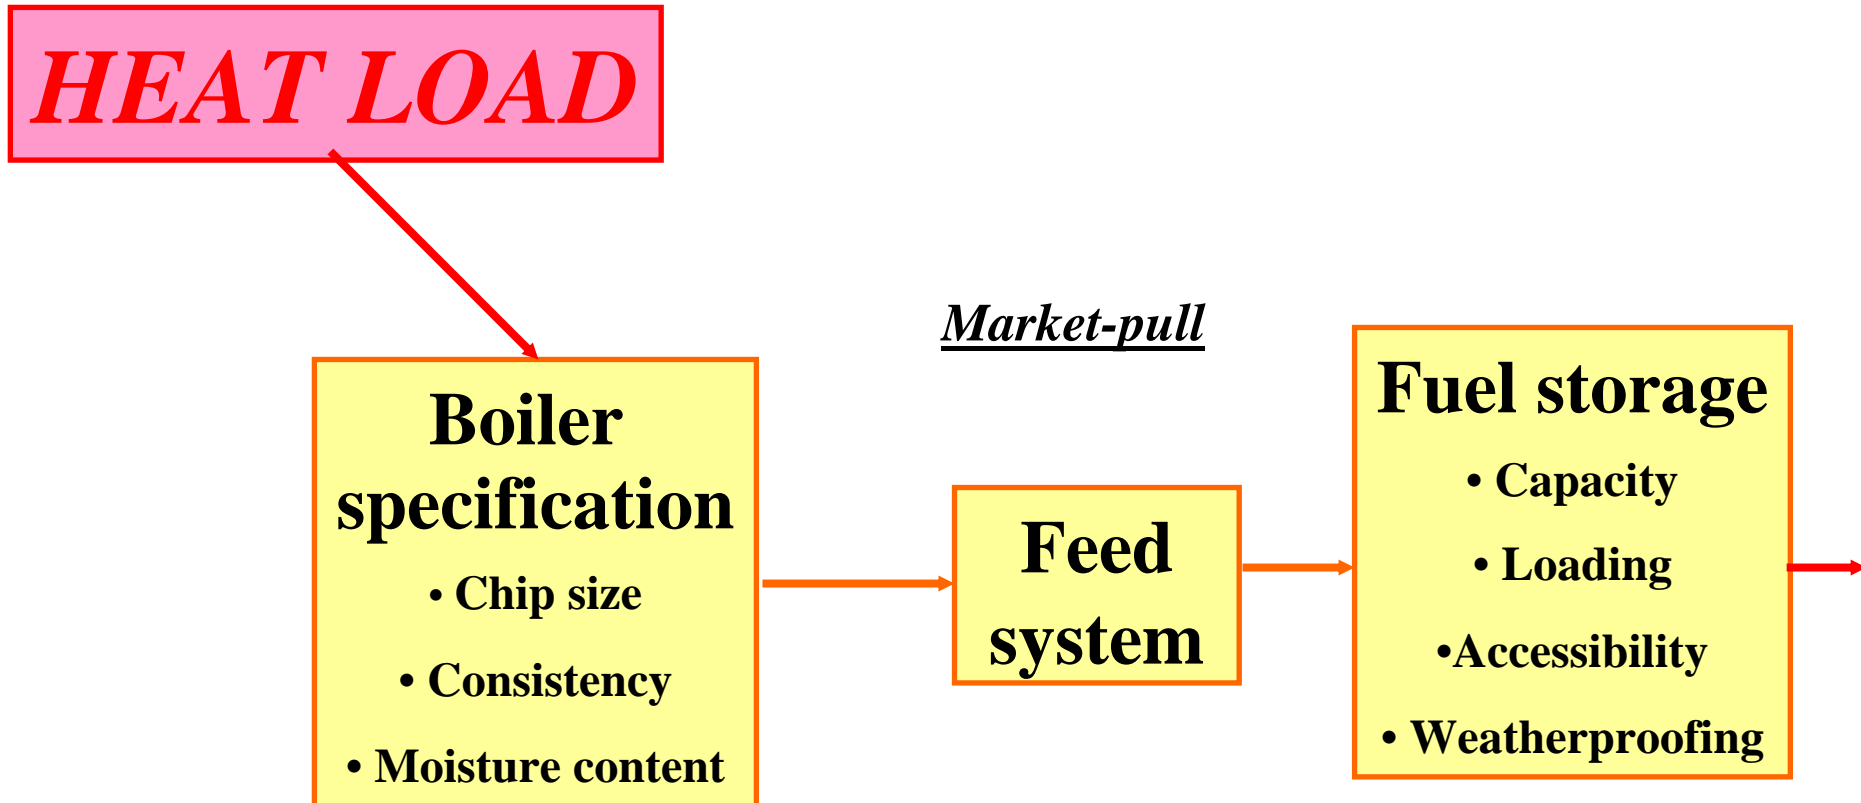 HEAT LOAD
Market-pull
Boiler
specification
• Chip size
• Consistency
• Moisture content
Feed
system
Fuel storage
• Capacity
• Loading
•Accessibility
• Weatherproofing